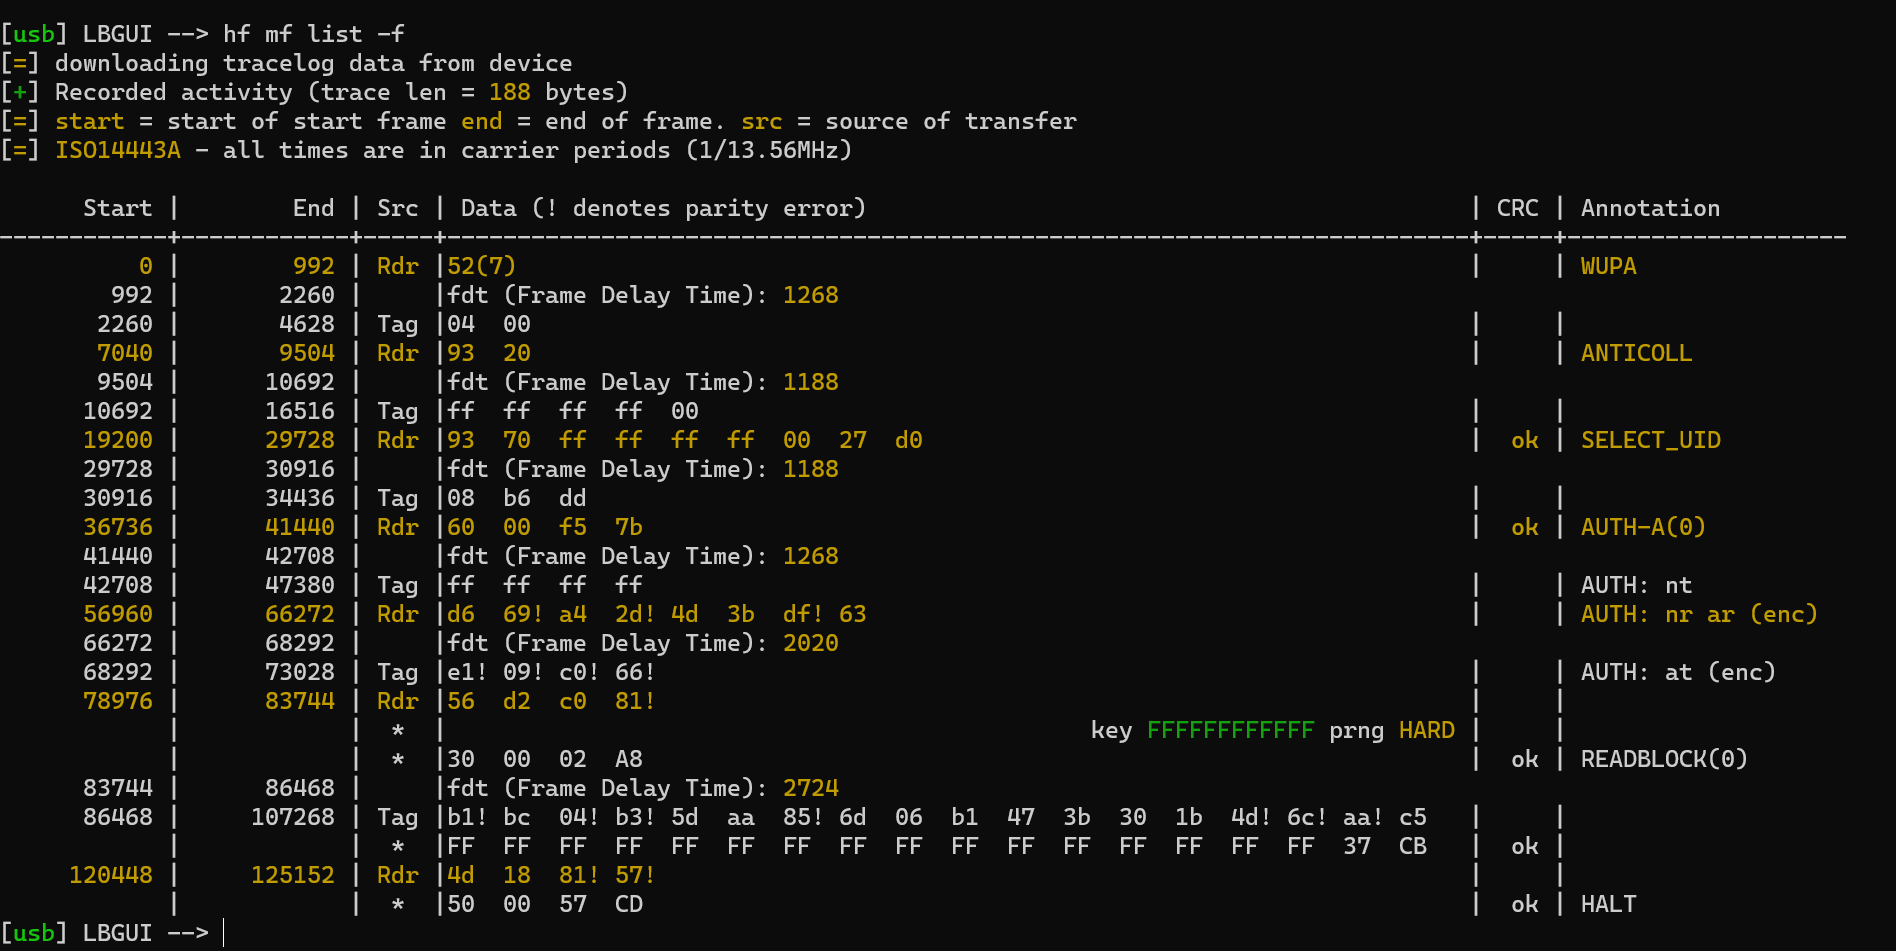 [usb] LBGUI --> hf mf list -f
[=] downloading tracelog data from device
[+] Recorded activity (trace len = 188 bytes)
[=] start = start of start frame end = end of frame. src = source of transfer
[=] ISO14443A - all times are in carrier periods (1/13.56MHz)
Start | End | Src | Data (! denotes parity error) | CRC | Annotation
------------+------------+-----+-------------------------------------------------------------------------+-----+--------------------
0 | 992 | Rdr |52(7) | | WUPA
992 | 2260 | |fdt (Frame Delay Time): 1268
2260 | 4628 | Tag |04 00 | |
7040 | 9504 | Rdr |93 20 | | ANTICOLL
9504 | 10692 | |fdt (Frame Delay Time): 1188
10692 | 16516 | Tag |ff ff ff ff 00 | |
19200 | 29728 | Rdr |93 70 ff ff ff ff 00 27 d0 | ok | SELECT_UID
29728 | 30916 | |fdt (Frame Delay Time): 1188
30916 | 34436 | Tag |08 b6 dd | |
36736 | 41440 | Rdr |60 00 f5 7b | ok | AUTH-A(0)
41440 | 42708 | |fdt (Frame Delay Time): 1268
42708 | 47380 | Tag |ff ff ff ff | | AUTH: nt
56960 | 66272 | Rdr |d6 69! a4 2d! 4d 3b df! 63 | | AUTH: nr ar (enc)
66272 | 68292 | |fdt (Frame Delay Time): 2020
68292 | 73028 | Tag |e1! 09! c0! 66! | | AUTH: at (enc)
78976 | 83744 | Rdr |56 d2 c0 81! | |
| | * | key FFFFFFFFFFFF prng HARD | |
| | * |30 00 02 A8 | ok | READBLOCK(0)
83744 | 86468 | |fdt (Frame Delay Time): 2724
86468 | 107268 | Tag |b1! bc 04! b3! 5d aa 85! 6d 06 b1 47 3b 30 1b 4d! 6c! aa! c5 | |
| | * |FF FF FF FF FF FF FF FF FF FF FF FF FF FF FF FF 37 CB | ok |
120448 | 125152 | Rdr |4d 18 81! 57! | |
| | * |50 00 57 CD | ok | HALT
[usb] LBGUI -->